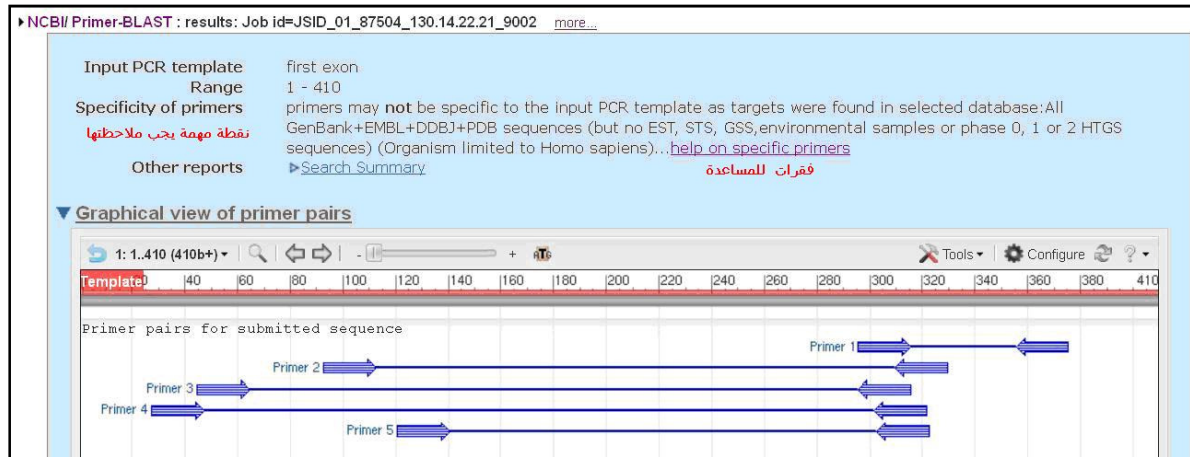 NCBI/ Primer-BLAST : results: Job id=JSID_01_87504_130.14.22.21_9002 more...
Input PCR template first exon
Range 1 - 410
Specificity of primers primers may not be specific to the input PCR template as targets were found in selected database:All
نقطة مهمة يجب ملاحظتها GenBank+EMBL+DDBJ+PDB sequences (but no EST, STS, GSS,environmental samples or phase 0, 1 or 2 HTGS
sequences) (Organism limited to Homo sapiens)...help on specific primers
Other reports Search Summary فقرات للمساعدة
Graphical view of primer pairs
1: 1..410 (410b+) - + ATG Tools Configure ?
Template 40 60 80 100 120 140 160 180 200 220 240 260 280 300 320 340 360 380 410
Primer pairs for submitted sequence
Primer 1
Primer 2
Primer 3
Primer 4
Primer 5